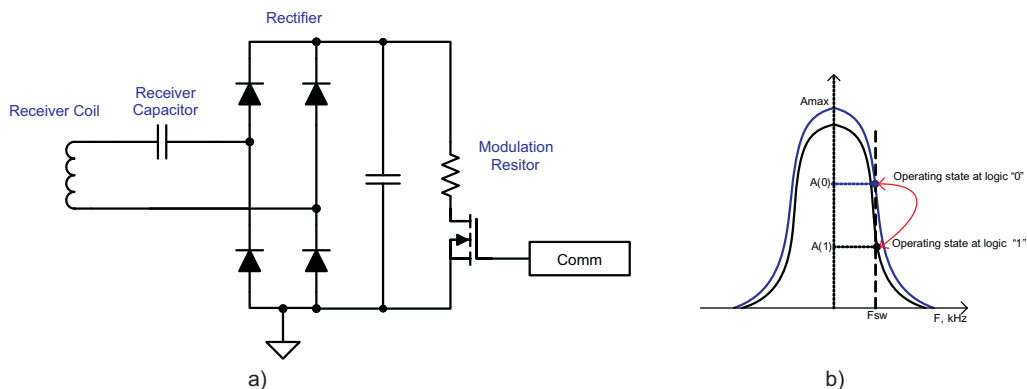 Rectifier
Receiver
Capacitor
Receiver Coil
Modulation
Resitor
Comm
a)
Amax
A(0)
Operating state at logic “0”
A(1)
Operating state at logic “1”
Fsw
F, kHz
b)